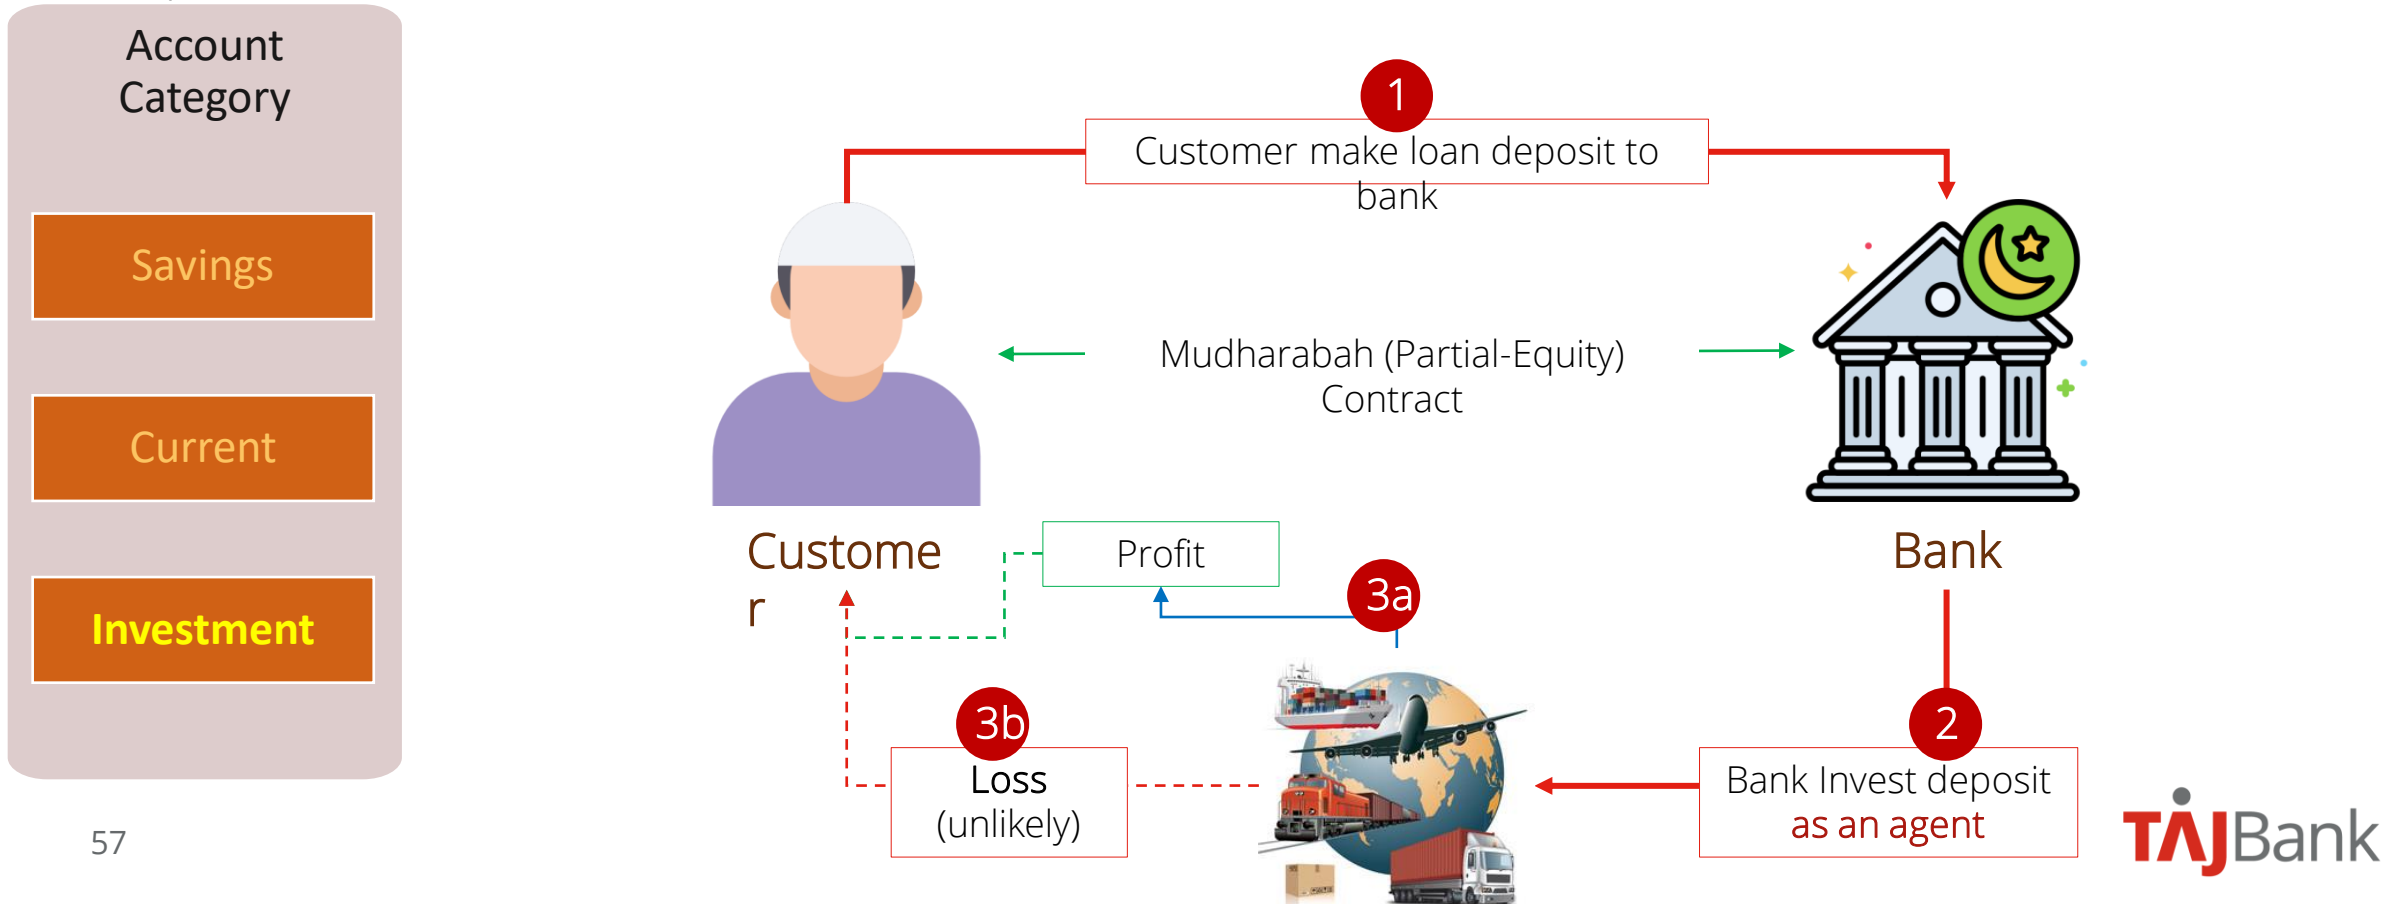 Account
Category
Savings
Current
Investment
57
1
Customer make loan deposit to
bank
Mudharabah (Partial-Equity)
Contract
Custome
r
Bank
Profit
3a
3b
Loss
(unlikely)
2
Bank Invest deposit
as an agent
TAJBank